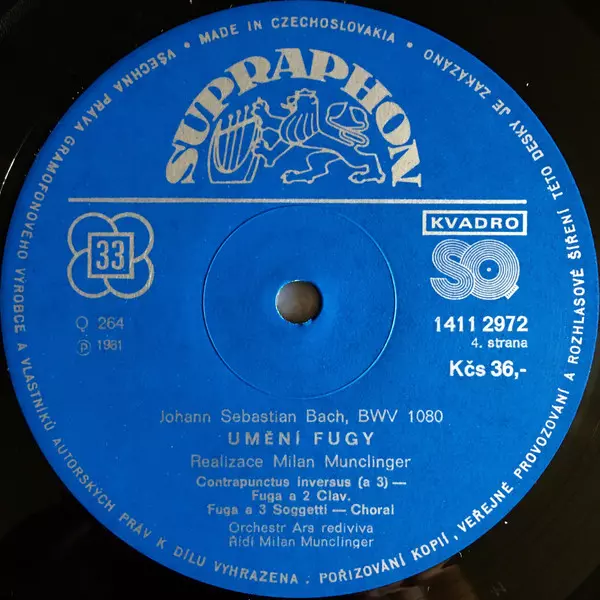 MADE IN CZECHOSLOVAKIA • VŠECHNA PRÁVA GRAMOFONOVÉHO VÝROBCE A VLASTNÍKŮ AUTORSKÝCH PRÁV K DÍLU VYHRAZENA. POŘIZOVÁNÍ KOPIÍ, VEŘEJNÉ PROVOZOVÁNÍ A ROZHLASOVÉ ŠÍŘENÍ TÉTO DESKY JE ZAKÁZÁNO •
SUPRAPHON
33
KVADRO
SQ
Q 264
℗ 1981
1411 2972
4. strana
Kčs 36,-
Johann Sebastian Bach, BWV 1080
UMĚNÍ FUGY
Realizace Milan Munclinger
Contrapunctus inversus (a 3) —
Fuga a 2 Clav.
Fuga a 3 Soggetti — Choral
Orchestr Ars rediviva
Řídí Milan Munclinger